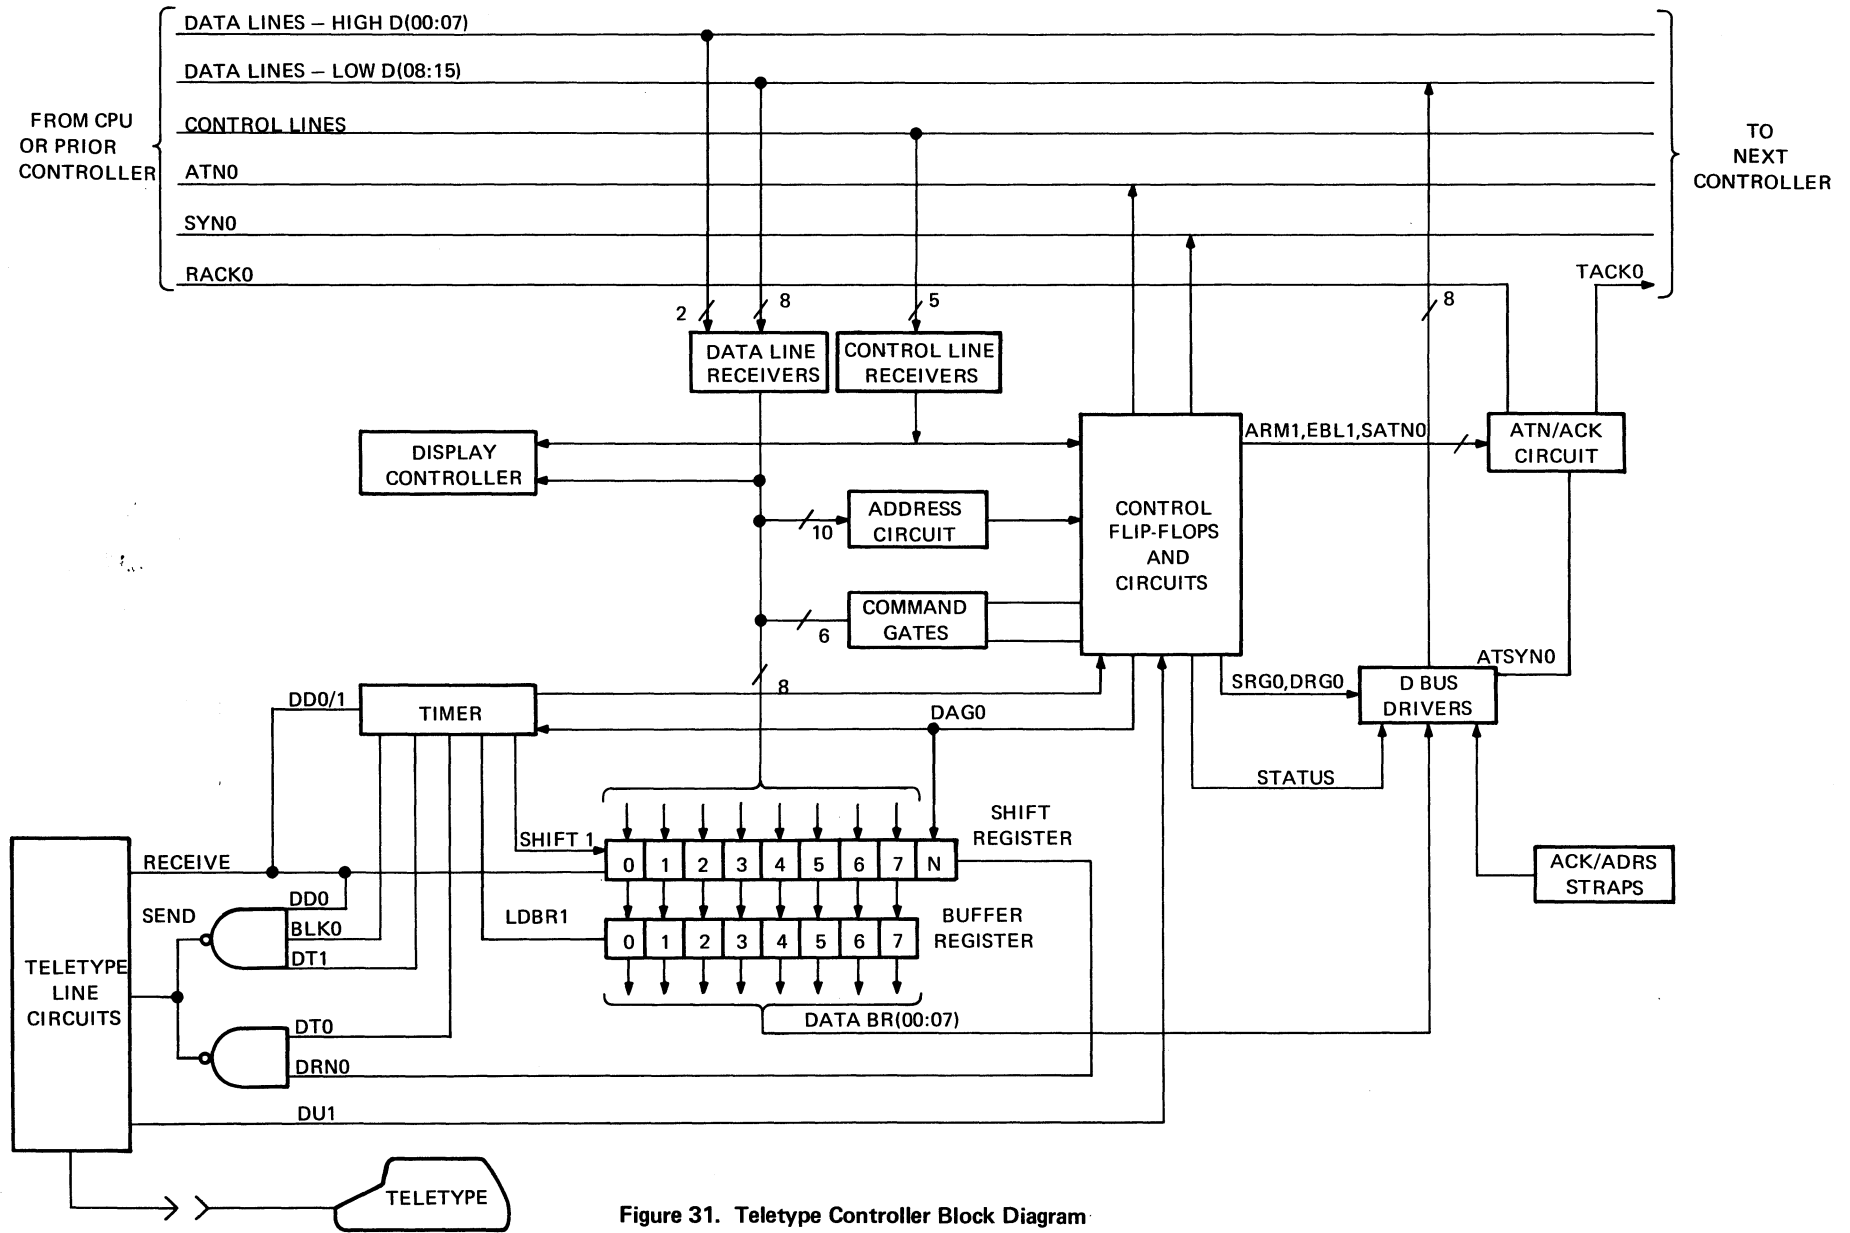 DATA LINES – HIGH D(00:07)
DATA LINES – LOW D(08:15)
FROM CPU
OR PRIOR
CONTROLLER
CONTROL LINES
ATN0
SYN0
RACK0
TO
NEXT
CONTROLLER
TACK0
2
8
5
8
DATA LINE
RECEIVERS
CONTROL LINE
RECEIVERS
DISPLAY
CONTROLLER
ARM1,EBL1,SATN0
ATN/ACK
CIRCUIT
ADDRESS
CIRCUIT
10
CONTROL
FLIP-FLOPS
AND
CIRCUITS
COMMAND
GATES
6
8
ATSYN0
SRG0,DRG0
D BUS
DRIVERS
DD0/1
TIMER
DAG0
STATUS
SHIFT
REGISTER
SHIFT 1
0 1 2 3 4 5 6 7 N
ACK/ADRS
STRAPS
RECEIVE
SEND
DD0
BLK0
DT1
LDBR1
0 1 2 3 4 5 6 7
BUFFER
REGISTER
TELETYPE
LINE
CIRCUITS
DATA BR(00:07)
DT0
DRN0
DU1
TELETYPE
Figure 31. Teletype Controller Block Diagram